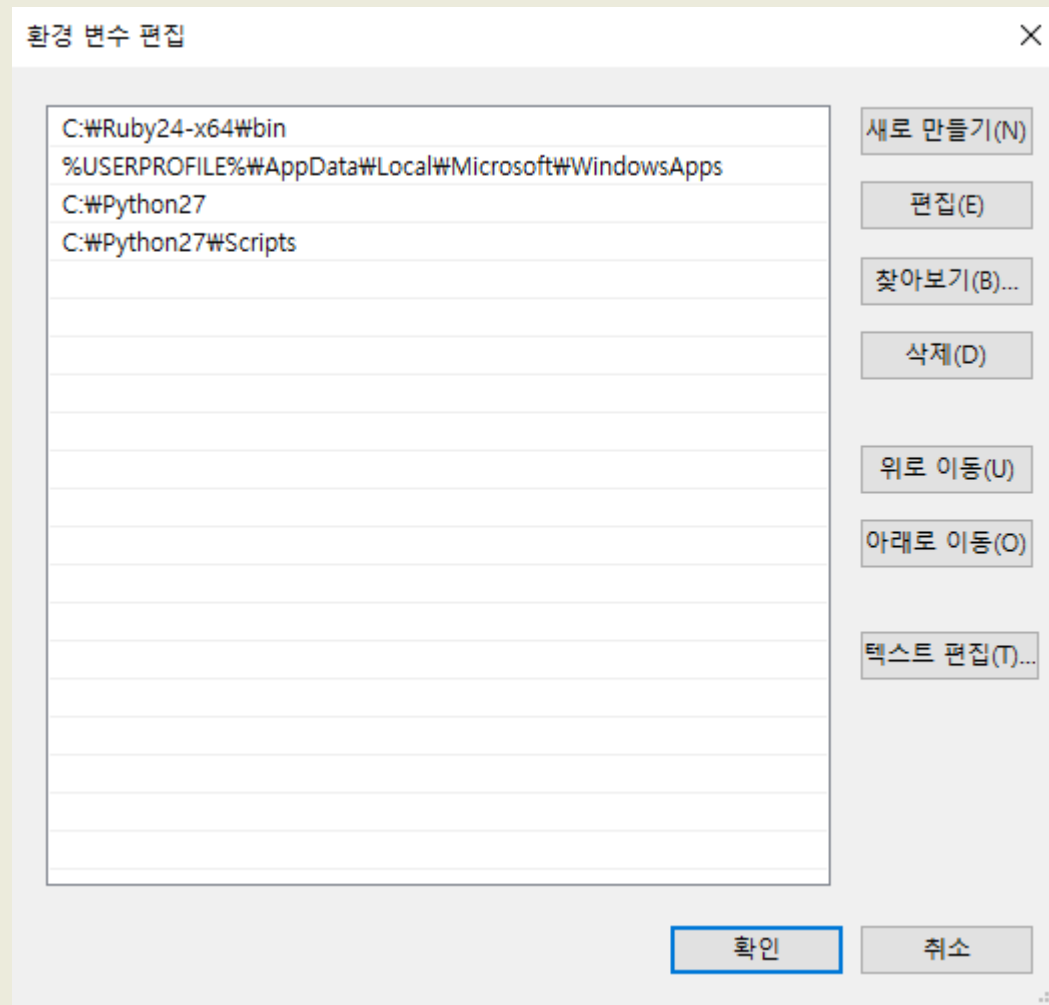 환경 변수 편집
C:₩Ruby24-x64₩bin
%USERPROFILE%₩AppData₩Local₩Microsoft₩WindowsApps
C:₩Python27
C:₩Python27₩Scripts
새로 만들기(N)
편집(E)
찾아보기(B)...
삭제(D)
위로 이동(U)
아래로 이동(O)
텍스트 편집(T)...
확인
취소